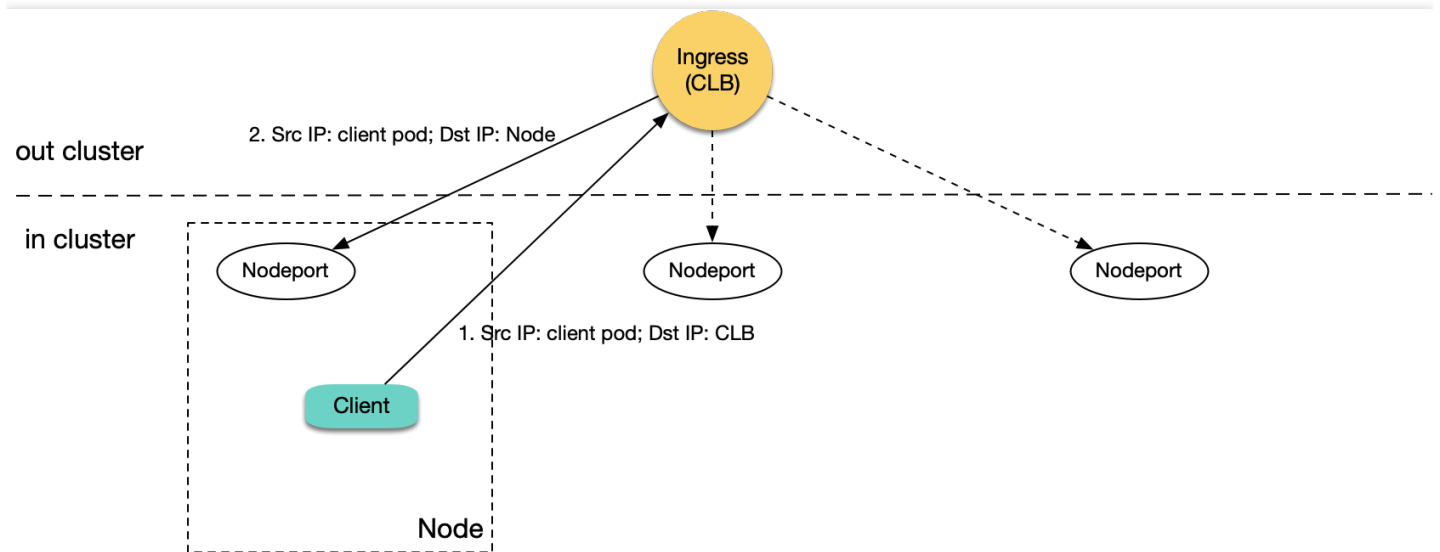 Ingress
(CLB)
2. Src IP: client pod; Dst IP: Node
out cluster
in cluster
Nodeport
Nodeport
Nodeport
1. Src IP: client pod; Dst IP: CLB
Client
Node